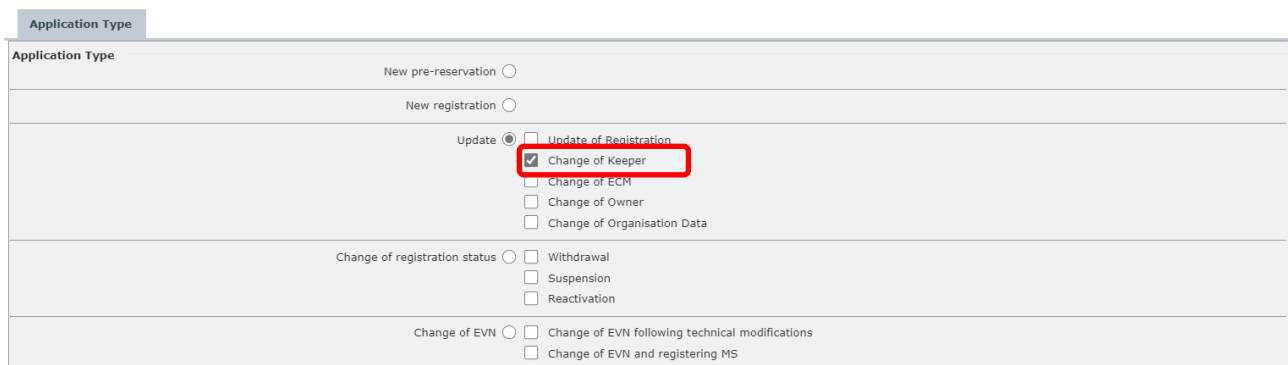 Application Type
Application Type
New pre-reservation
New registration
Update Update of Registration
Change of Keeper
Change of ECM
Change of Owner
Change of Organisation Data
Change of registration status Withdrawal
Suspension
Reactivation
Change of EVN Change of EVN following technical modifications
Change of EVN and registering MS